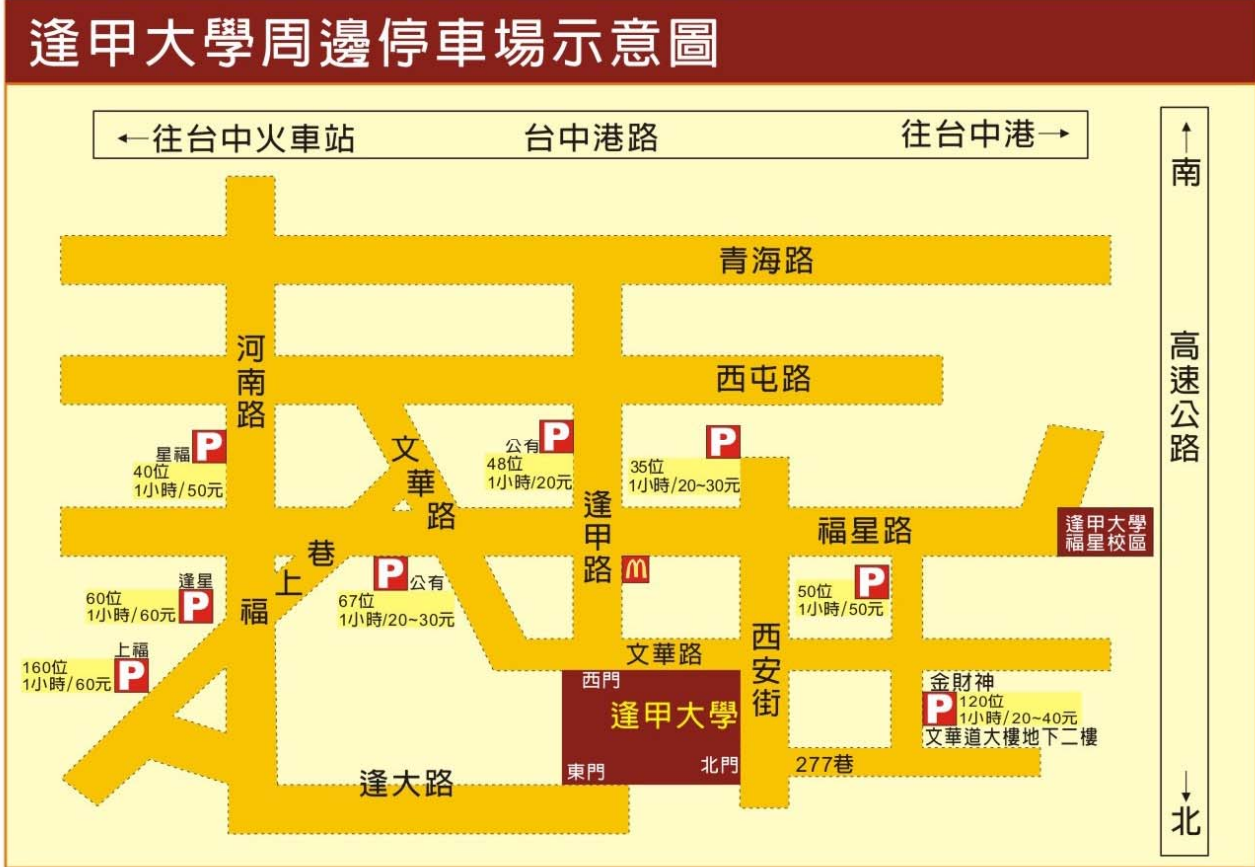 逢甲大學周邊停車場示意圖
←往台中火車站 台中港路 往台中港→
↑南
高速公路
↓北
青海路
河南路
西屯路
星福 P
40位
1小時/50元
文華路
公有 P
48位
1小時/20元
P
35位
1小時/20~30元
逢甲路
福星路
逢甲大學
福星校區
福上巷
逢星
60位
1小時/60元 P
P 公有
67位
1小時/20~30元
M
50位 P
1小時/50元
上福
160位
1小時/60元 P
文華路
西安街
西門
逢甲大學
東門
北門
金財神
P 120位
1小時/20~40元
文華道大樓地下二樓
277巷
逢大路